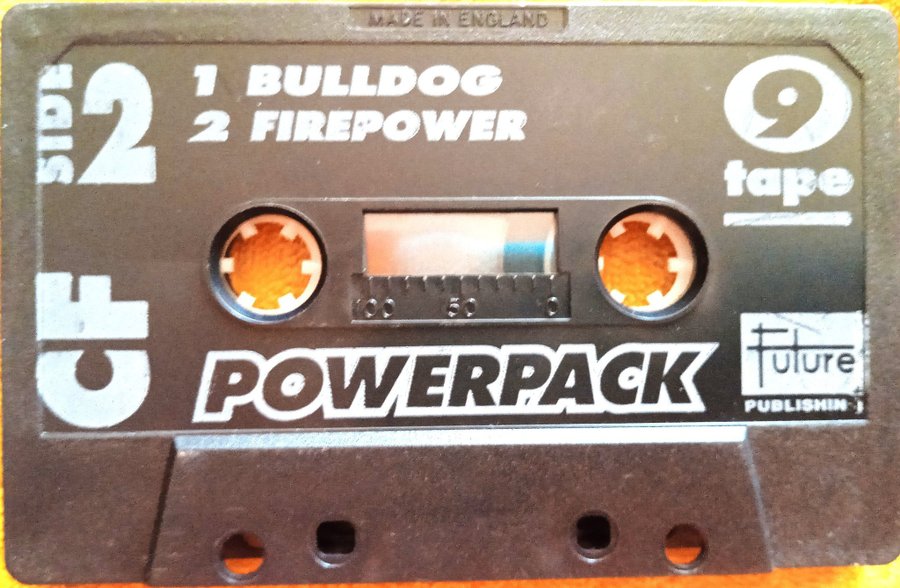 MADE IN ENGLAND
SIDE 2
1 BULLDOG
2 FIREPOWER
9
tape
CF
100 50 0
POWERPACK
Future
PUBLISHIN